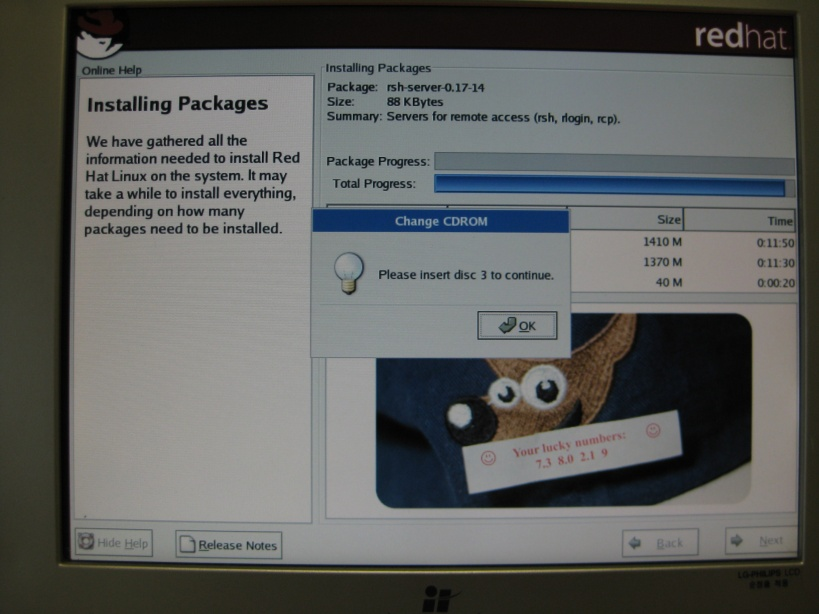 redhat
Online Help
Installing Packages
We have gathered all the
information needed to install Red
Hat Linux on the system. It may
take a while to install everything,
depending on how many
packages need to be installed.
Installing Packages
Package: rsh-server-0.17-14
Size: 88 KBytes
Summary: Servers for remote access (rsh, rlogin, rcp).
Package Progress:
Total Progress:
Size Time
1410 M 0:11:50
1370 M 0:11:30
40 M 0:00:20
Change CDROM
Please insert disc 3 to continue.
OK
Your lucky numbers:
7.3 8.0 2.1 9
Hide Help
Release Notes
Back
Next
LG·PHILIPS LCD